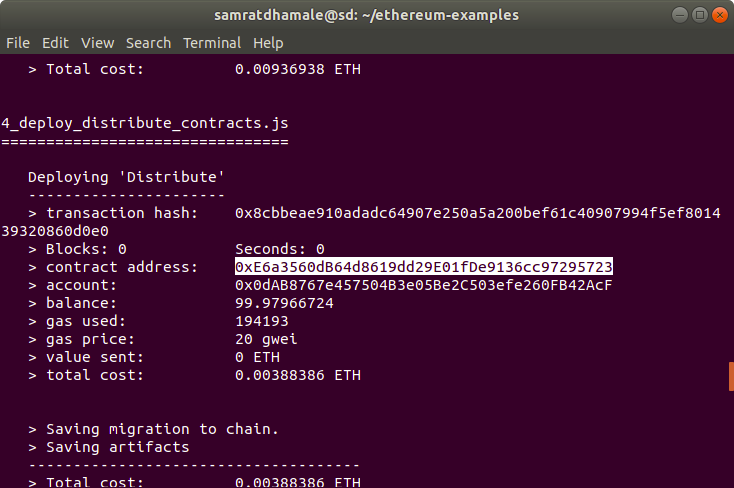 samratdhamale@sd: ~/ethereum-examples
File Edit View Search Terminal Help
> Total cost: 0.00936938 ETH
4_deploy_distribute_contracts.js
================================
Deploying 'Distribute'
----------------------
> transaction hash: 0x8cbbeae910adadc64907e250a5a200bef61c40907994f5ef8014
39320860d0e0
> Blocks: 0 Seconds: 0
> contract address: 0xE6a3560dB64d8619dd29E01fDe9136cc97295723
> account: 0x0dAB8767e457504B3e05Be2C503efe260FB42AcF
> balance: 99.97966724
> gas used: 194193
> gas price: 20 gwei
> value sent: 0 ETH
> total cost: 0.00388386 ETH
> Saving migration to chain.
> Saving artifacts
-------------------------------------
> Total cost: 0.00388386 ETH